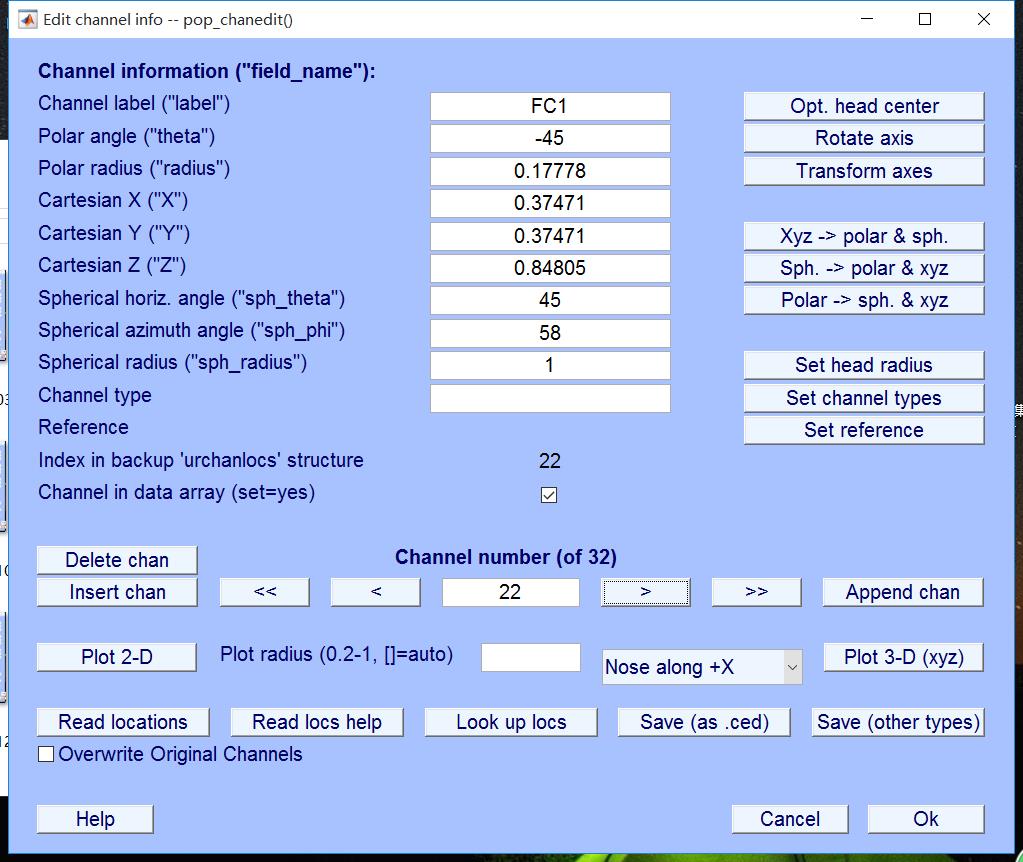 Edit channel info -- pop_chanedit()
Channel information ("field_name"):
Channel label ("label") FC1 Opt. head center
Polar angle ("theta") -45 Rotate axis
Polar radius ("radius") 0.17778 Transform axes
Cartesian X ("X") 0.37471
Cartesian Y ("Y") 0.37471 Xyz -> polar & sph.
Cartesian Z ("Z") 0.84805 Sph. -> polar & xyz
Spherical horiz. angle ("sph_theta") 45 Polar -> sph. & xyz
Spherical azimuth angle ("sph_phi") 58
Spherical radius ("sph_radius") 1 Set head radius
Channel type Set channel types
Reference Set reference
Index in backup 'urchanlocs' structure 22
Channel in data array (set=yes)
Delete chan Channel number (of 32)
Insert chan << < 22 > >> Append chan
Plot 2-D Plot radius (0.2-1, []=auto) Nose along +X Plot 3-D (xyz)
Read locations Read locs help Look up locs Save (as .ced) Save (other types)
Overwrite Original Channels
Help Cancel Ok